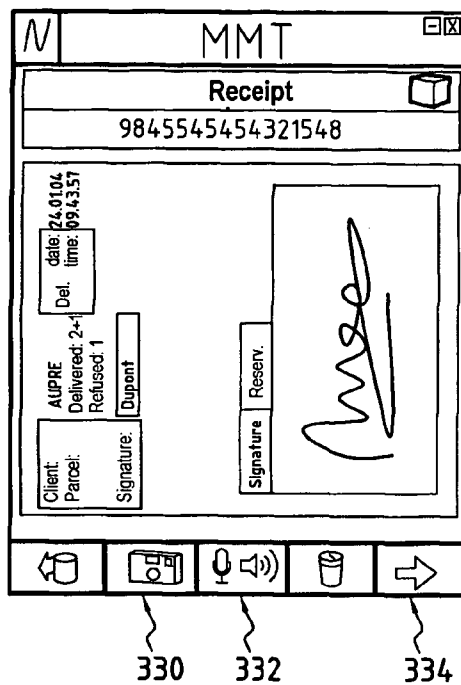 N MMT
Receipt
9845545454321548
Client: AUPRE Del. date: 24.01.04
Parcel: Delivered: 2+1 time: 09.43.57
Refused: 1
Signature: Dupont
Signature Reserv.
330 332 334